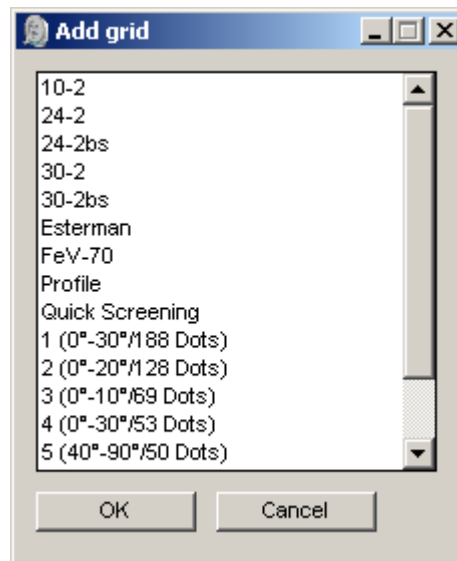 Add grid
10-2
24-2
24-2bs
30-2
30-2bs
Esterman
FeV-70
Profile
Quick Screening
1 (0°-30°/188 Dots)
2 (0°-20°/128 Dots)
3 (0°-10°/69 Dots)
4 (0°-30°/53 Dots)
5 (40°-90°/50 Dots)
OK Cancel